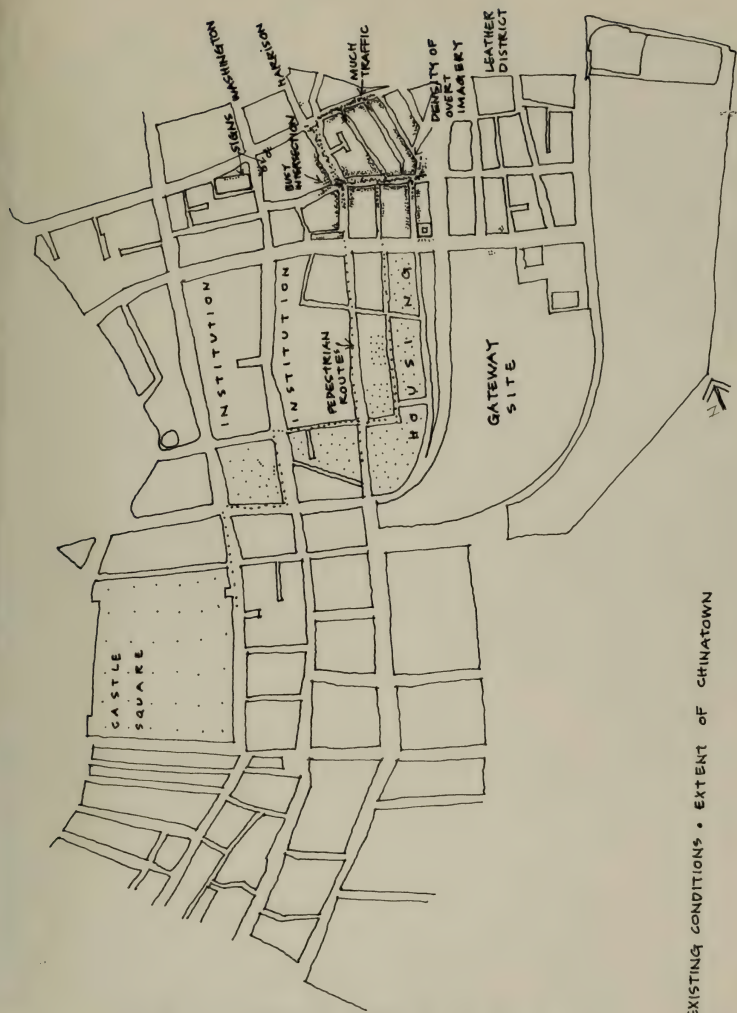 SIGNS
WASHINGTON
HARRISON
BUSY
INTERSECTION
MUCH
TRAFFIC
DENSITY OF
OVERT
IMAGERY
LEATHER
DISTRICT
INSTITUTION
INSTITUTION
PEDESTRIAN
ROUTES
HOUSING
GATEWAY
SITE
CASTLE
SQUARE
N
EXISTING CONDITIONS • EXTENT OF CHINATOWN